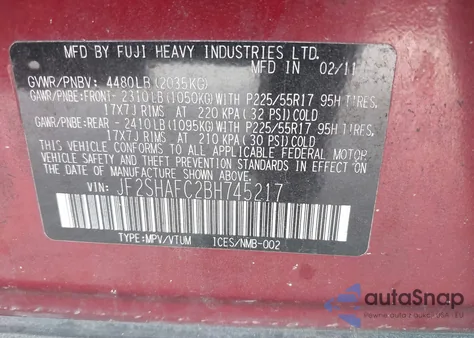 MFD. BY FUJI HEAVY INDUSTRIES LTD.
GVWR/PNBV: 4480LB(2035KG) MADE IN 02/11
GAWR/PNBE:FRONT- 2310LB(1050KG)WITH P225/55R17 95H TIRES.
17X7J RIMS AT 220 KPA(32 PSI)COLD
GAWR/PNBE:REAR - 2410LB(1095KG)WITH P225/55R17 95H TIRES.
17X7J RIMS AT 210 KPA(30 PSI)COLD
THIS VEHICLE CONFORMS TO ALL APPLICABLE FEDERAL MOTOR
VEHICLE SAFETY AND THEFT PREVENTION STANDARDS IN EFFECT ON
THE DATE OF MANUFACTURE SHOWN ABOVE.
VIN: JF2SHAFC2BH745217
TYPE:MPV/VTUM ICES/NMB-002
autoSnap